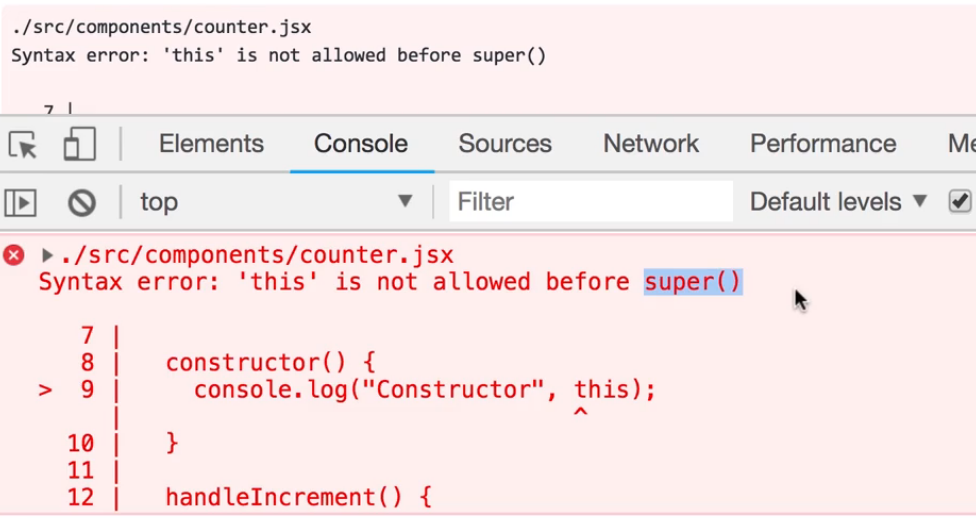 ./src/components/counter.jsx
Syntax error: 'this' is not allowed before super()
7 |
Elements Console Sources Network Performance
top ▼ Filter Default levels ▼
▶./src/components/counter.jsx
Syntax error: 'this' is not allowed before super()
7 |
8 | constructor() {
> 9 | console.log("Constructor", this);
| ^
10 | }
11 |
12 | handleIncrement() {